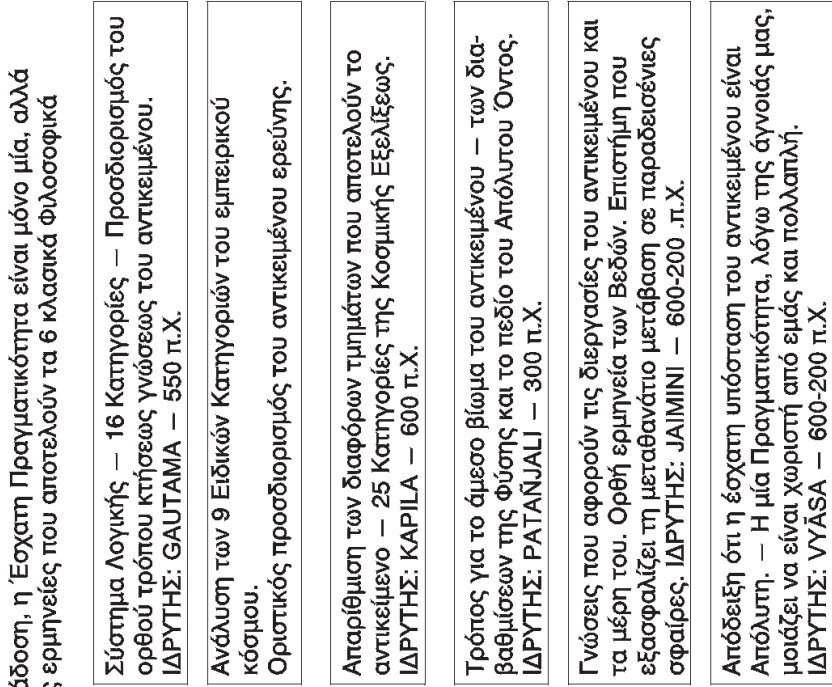 άδοση, η Έσχατη Πραγματικότητα είναι μόνο μία, αλλά
ς ερμηνείες που αποτελούν τα 6 κλασικά Φιλοσοφικά
Σύστημα Λογικής – 16 Κατηγορίες – Προσδιορισμός του
ορθού τρόπου κτήσεως γνώσεως του αντικειμένου.
ΙΔΡΥΤΗΣ: GAUTAMA – 550 π.Χ.
Ανάλυση των 9 Ειδικών Κατηγοριών του εμπειρικού
κόσμου.
Οριστικός προσδιορισμός του αντικειμένου ερεύνης.
Απαρίθμιση των διαφόρων τμημάτων που αποτελούν το
αντικείμενο – 25 Κατηγορίες της Κοσμικής Εξελίξεως.
ΙΔΡΥΤΗΣ: KAPILA – 600 π.Χ.
Τρόπος για το άμεσο βίωμα του αντικειμένου – των δια-
βαθμίσεων της Φύσης και το πεδίο του Απόλυτου Όντος.
ΙΔΡΥΤΗΣ: PATAÑJALI – 300 π.Χ.
Γνώσεις που αφορούν τις διεργασίες του αντικειμένου και
τα μέρη του. Ορθή ερμηνεία των Βεδών. Επιστήμη που
εξασφαλίζει τη μεταθανάτιο μετάβαση σε παραδεισένιες
σφαίρες. ΙΔΡΥΤΗΣ: JAIMINI – 600-200 .π.Χ.
Απόδειξη ότι η έσχατη υπόσταση του αντικειμένου είναι
Απόλυτη. – Η μία Πραγματικότητα, λόγω της άγνοιάς μας,
μοιάζει να είναι χωριστή από εμάς και πολλαπλή.
ΙΔΡΥΤΗΣ: VYĀSA – 600-200 π.Χ.